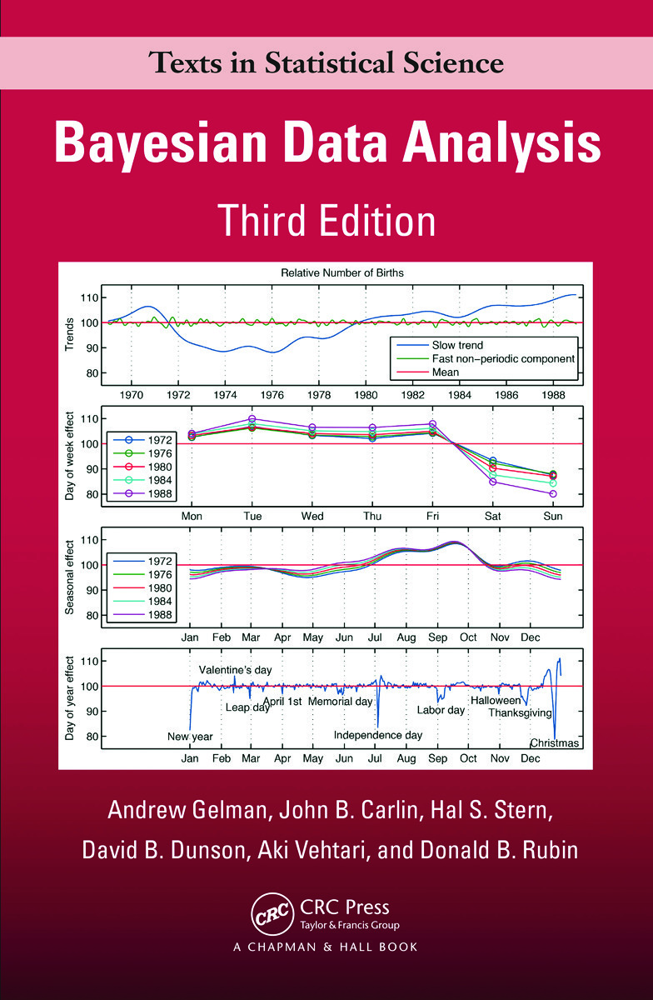 Texts in Statistical Science
Bayesian Data Analysis
Third Edition
Relative Number of Births
Trends
110
100
90
80
Slow trend
Fast non−periodic component
Mean
1970 1972 1974 1976 1978 1980 1982 1984 1986 1988
Day of week effect
110
100
90
80
1972
1976
1980
1984
1988
Mon Tue Wed Thu Fri Sat Sun
Seasonal effect
110
100
90
80
1972
1976
1980
1984
1988
Jan Feb Mar Apr May Jun Jul Aug Sep Oct Nov Dec
Day of year effect
110
100
90
80
Valentine's day
Leap day
April 1st
Memorial day
Halloween
Labor day
Thanksgiving
New year
Independence day
Christmas
Jan Feb Mar Apr May Jun Jul Aug Sep Oct Nov Dec
Andrew Gelman, John B. Carlin, Hal S. Stern,
David B. Dunson, Aki Vehtari, and Donald B. Rubin
CRC
CRC Press
Taylor & Francis Group
A CHAPMAN & HALL BOOK